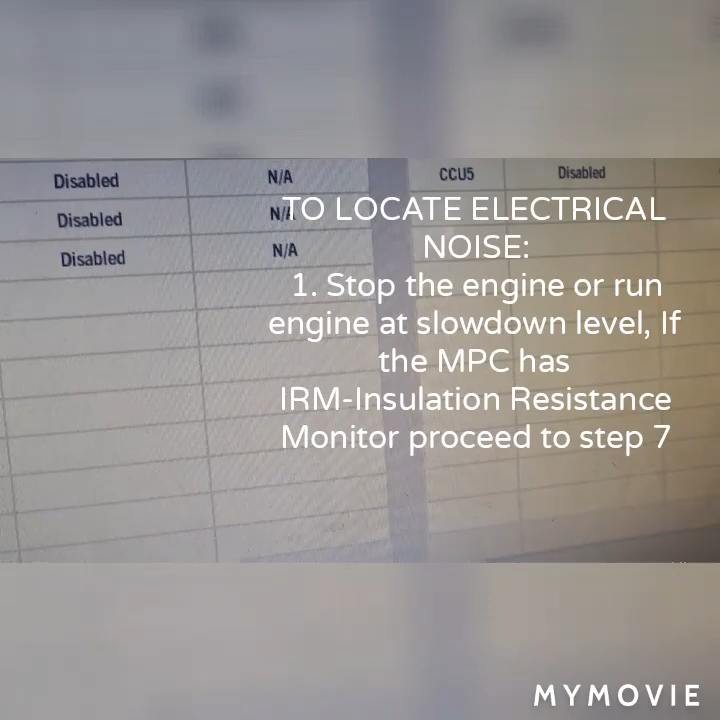 Disabled N/A CCU5 Disabled
Disabled N/A
Disabled N/A
TO LOCATE ELECTRICAL
NOISE:
1. Stop the engine or run
engine at slowdown level, If
the MPC has
IRM-Insulation Resistance
Monitor proceed to step 7
MYMOVIE